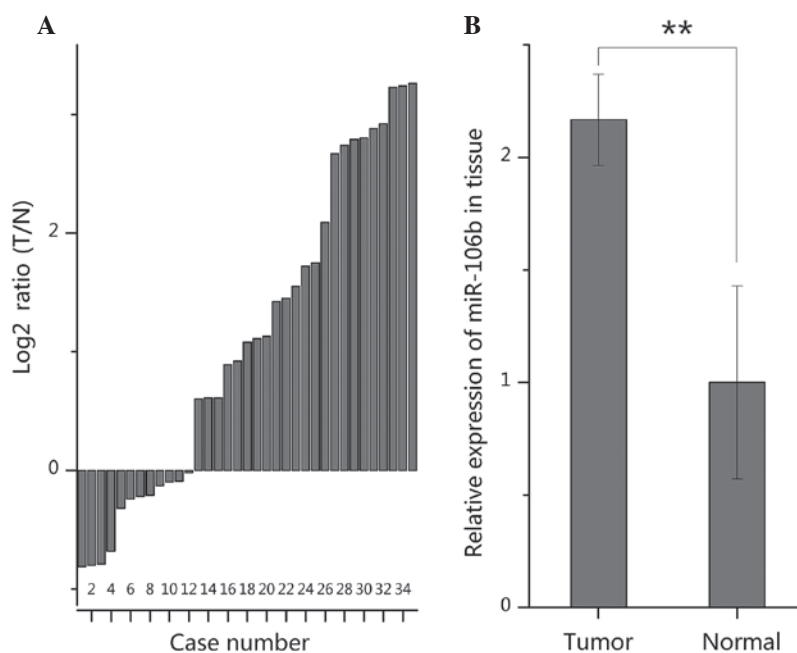 A
Log2 ratio (T/N)
2
0
2 4 6 8 10 12 14 16 18 20 22 24 26 28 30 32 34
Case number
B
**
Relative expression of miR-106b in tissue
2
1
0
Tumor Normal